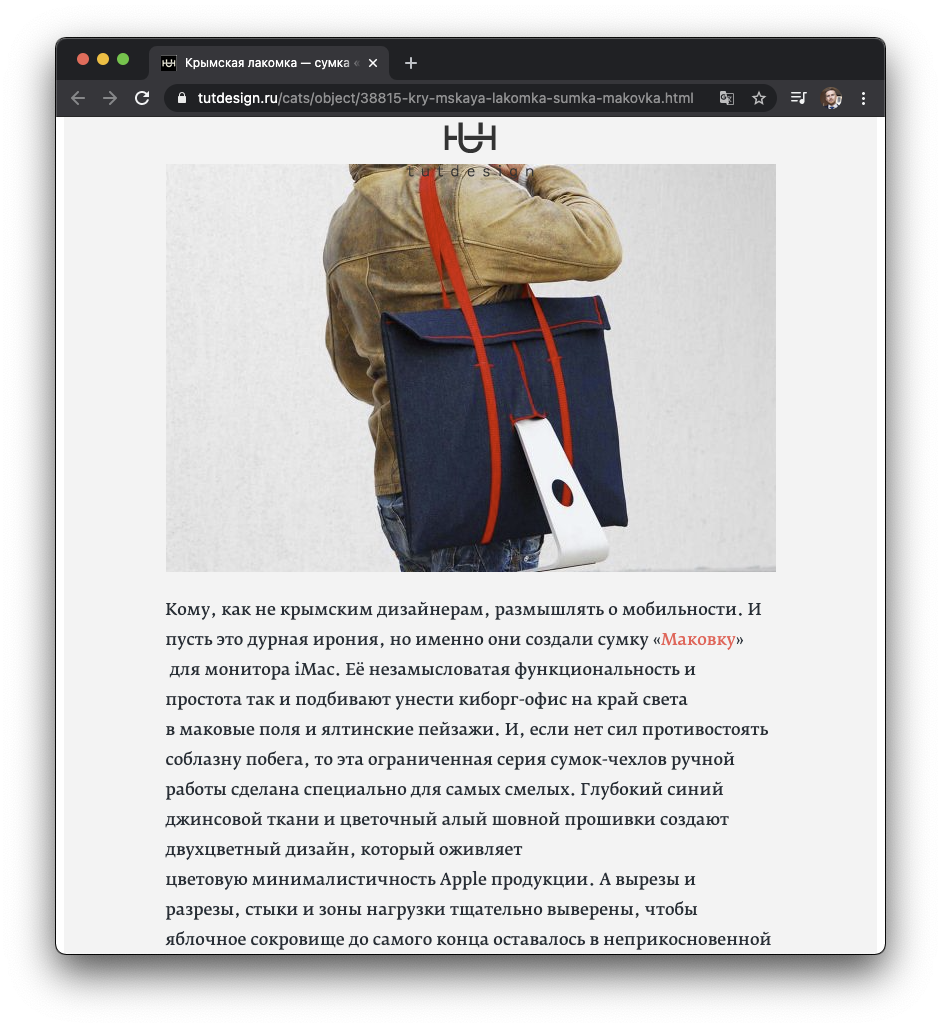 Крымская лакомка — сумка «
tutdesign.ru/cats/object/38815-kry-mskaya-lakomka-sumka-makovka.html
tutdesign
Кому, как не крымским дизайнерам, размышлять о мобильности. И
пусть это дурная ирония, но именно они создали сумку «Маковку»
для монитора iMac. Её незамысловатая функциональность и
простота так и подбивают унести киборг-офис на край света
в маковые поля и ялтинские пейзажи. И, если нет сил противостоять
соблазну побега, то эта ограниченная серия сумок-чехлов ручной
работы сделана специально для самых смелых. Глубокий синий
джинсовой ткани и цветочный алый шовной прошивки создают
двухцветный дизайн, который оживляет
цветовую минималистичность Apple продукции. А вырезы и
разрезы, стыки и зоны нагрузки тщательно выверены, чтобы
яблочное сокровище до самого конца оставалось в неприкосновенной